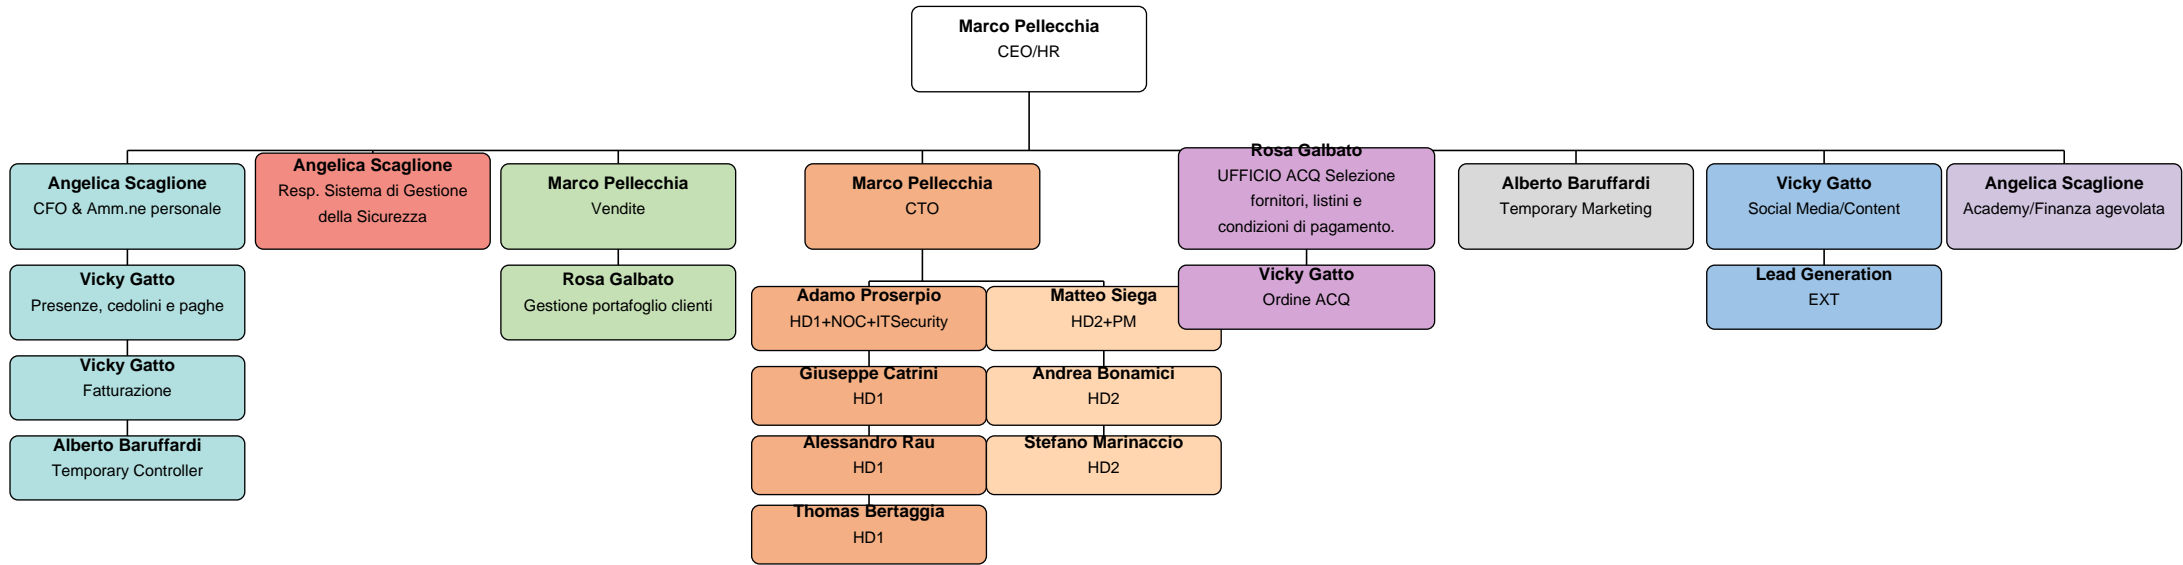 Marco Pellecchia
CEO/HR
Angelica Scaglione
CFO & Amm.ne personale
Angelica Scaglione
Resp. Sistema di Gestione
della Sicurezza
Marco Pellecchia
Vendite
Marco Pellecchia
CTO
Rosa Galbato
UFFICIO ACQ Selezione
fornitori, listini e
condizioni di pagamento.
Alberto Baruffardi
Temporary Marketing
Vicky Gatto
Social Media/Content
Angelica Scaglione
Academy/Finanza agevolata
Vicky Gatto
Presenze, cedolini e paghe
Rosa Galbato
Gestione portafoglio clienti
Adamo Proserpio
HD1+NOC+ITSecurity
Matteo Siega
HD2+PM
Vicky Gatto
Ordine ACQ
Lead Generation
EXT
Vicky Gatto
Fatturazione
Giuseppe Catrini
HD1
Andrea Bonamici
HD2
Alberto Baruffardi
Temporary Controller
Alessandro Rau
HD1
Stefano Marinaccio
HD2
Thomas Bertaggia
HD1